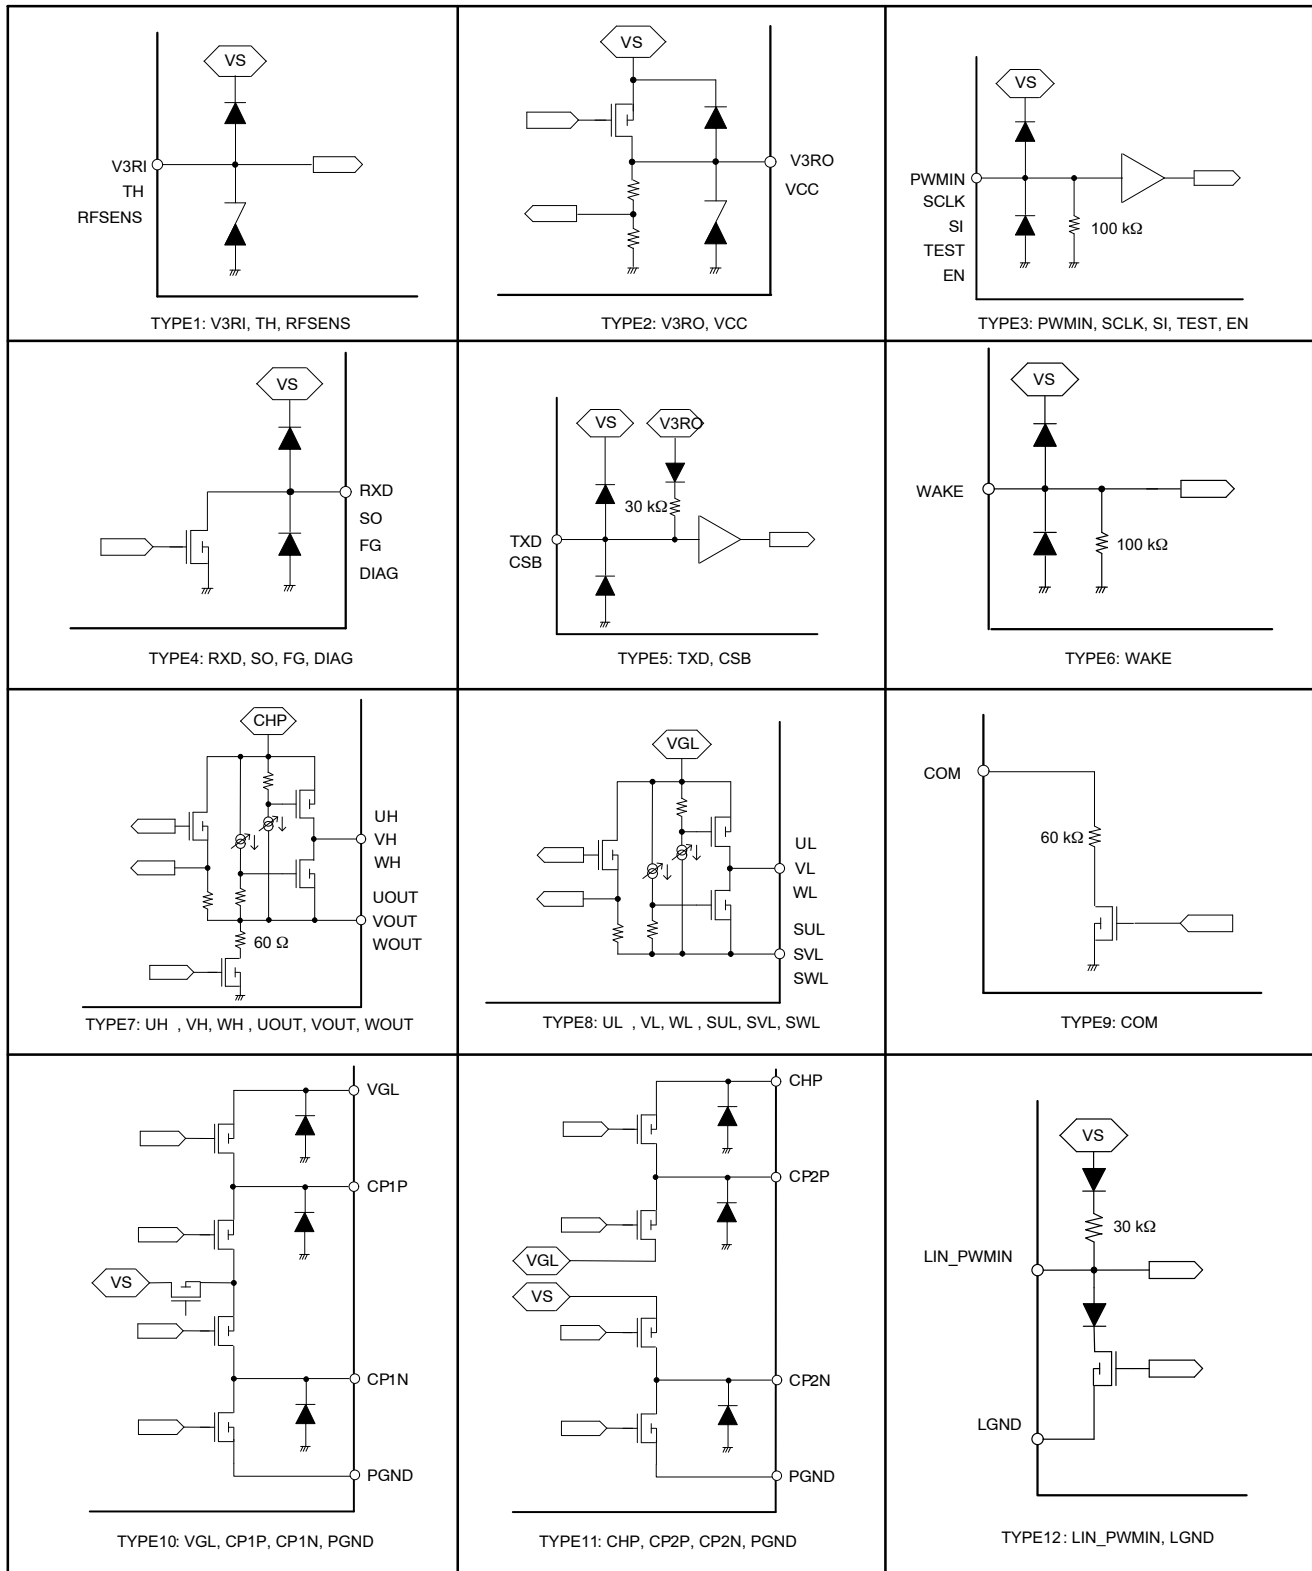 VS
V3RI
TH
RFSENS
TYPE1: V3RI, TH, RFSENS
VS
V3RO
VCC
TYPE2: V3RO, VCC
VS
PWMIN
SCLK
SI
TEST
EN
100 kΩ
TYPE3: PWMIN, SCLK, SI, TEST, EN
VS
RXD
SO
FG
DIAG
TYPE4: RXD, SO, FG, DIAG
VS
V3RO
30 kΩ
TXD
CSB
TYPE5: TXD, CSB
VS
WAKE
100 kΩ
TYPE6: WAKE
CHP
UH
VH
WH
UOUT
VOUT
WOUT
60 Ω
TYPE7: UH , VH, WH , UOUT, VOUT, WOUT
VGL
UL
VL
WL
SUL
SVL
SWL
TYPE8: UL , VL, WL , SUL, SVL, SWL
COM
60 kΩ
TYPE9: COM
VGL
CP1P
VS
CP1N
PGND
TYPE10: VGL, CP1P, CP1N, PGND
CHP
CP2P
VGL
VS
CP2N
PGND
TYPE11: CHP, CP2P, CP2N, PGND
VS
30 kΩ
LIN_PWMIN
LGND
TYPE12: LIN_PWMIN, LGND